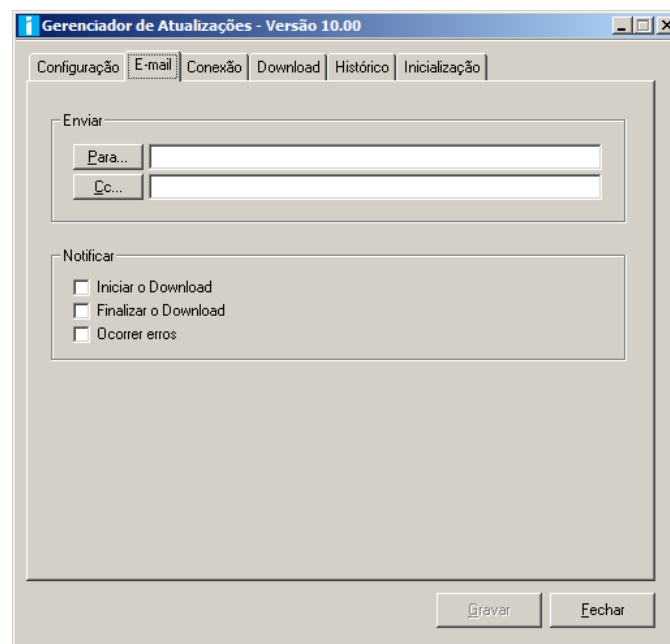 Gerenciador de Atualizações - Versão 10.00
Configuração E-mail Conexão Download Histórico Inicialização
Enviar
Para...
Cc...
Notificar
Iniciar o Download
Finalizar o Download
Ocorrer erros
Gravar Fechar